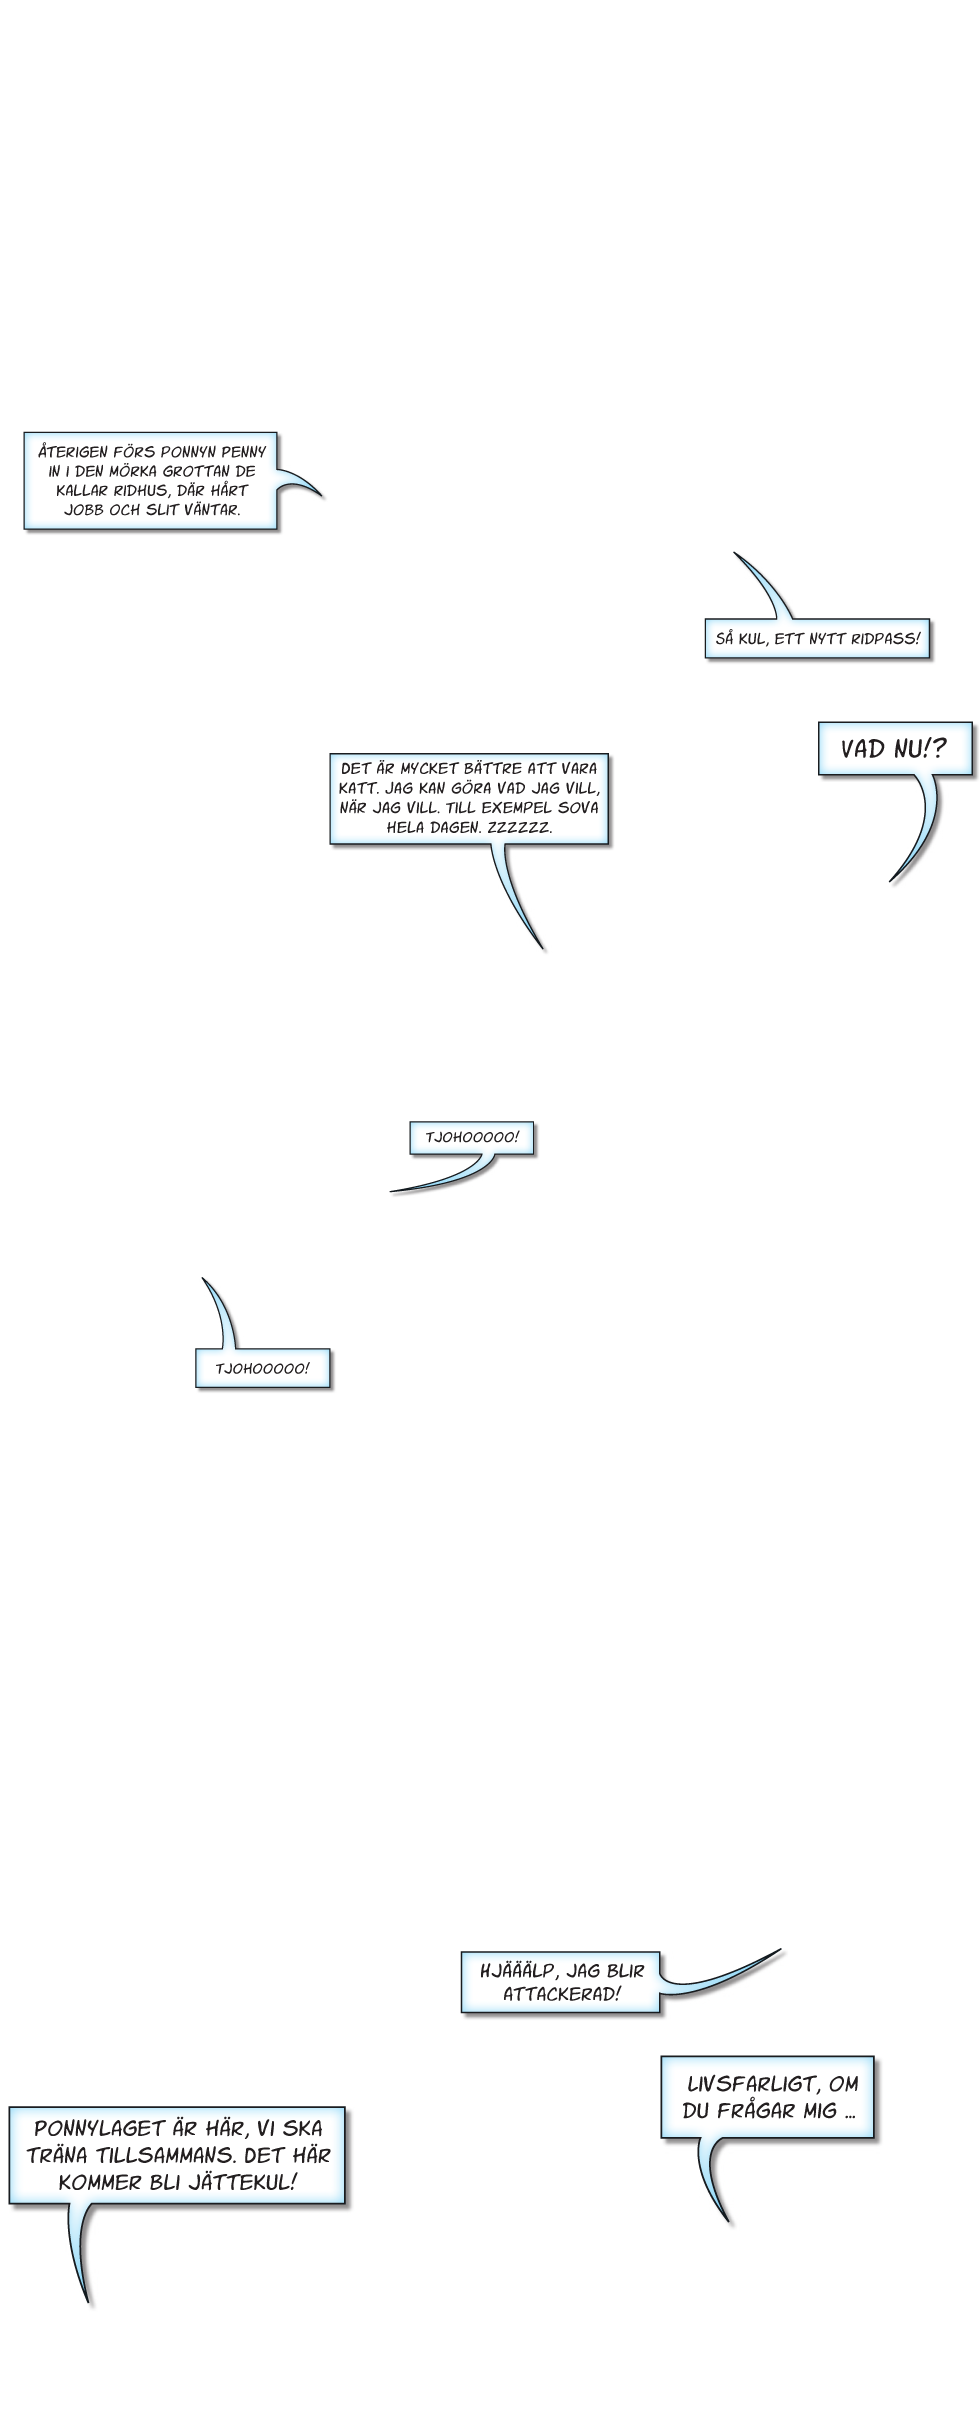 ÅTERIGEN FÖRS PONNYN PENNY
IN I DEN MÖRKA GROTTAN DE
KALLAR RIDHUS, DÄR HÅRT
JOBB OCH SLIT VÄNTAR.
SÅ KUL, ETT NYTT RIDPASS!
DET ÄR MYCKET BÄTTRE ATT VARA
KATT. JAG KAN GÖRA VAD JAG VILL,
NÄR JAG VILL. TILL EXEMPEL SOVA
HELA DAGEN. ZZZZZZ.
VAD NU!?
TJOHOOOOO!
TJOHOOOOO!
HJÄÄÄLP, JAG BLIR
ATTACKERAD!
LIVSFARLIGT, OM
DU FRÅGAR MIG ...
PONNYLAGET ÄR HÄR, VI SKA
TRÄNA TILLSAMMANS. DET HÄR
KOMMER BLI JÄTTEKUL!